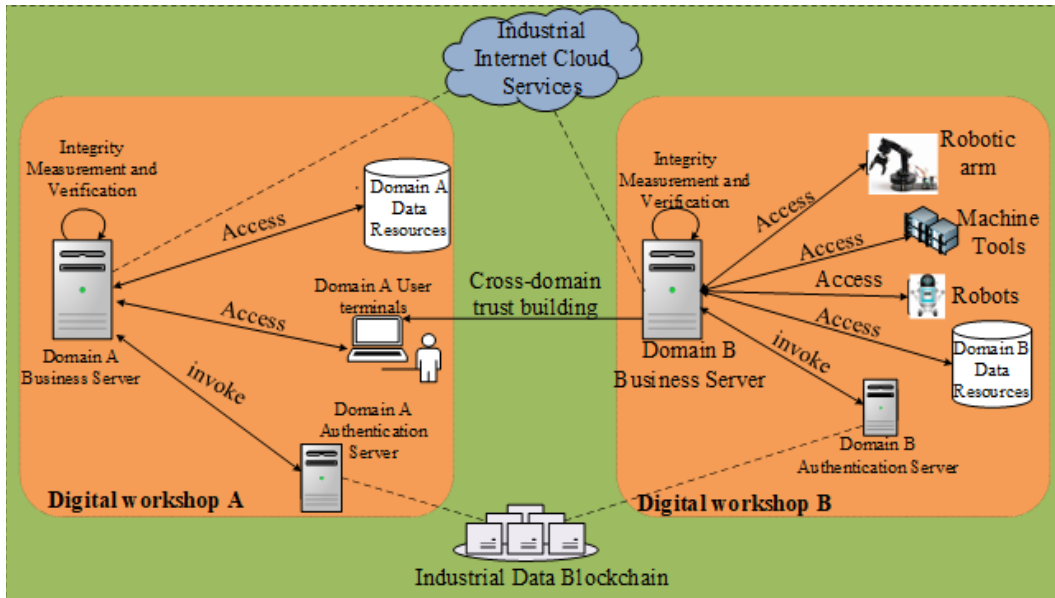 Industrial
Internet Cloud
Services
Integrity
Measurement and
Verification
Domain A
Data
Resources
Access
Domain A User
terminals
Access
Domain A
Business Server
invoke
Domain A
Authentication
Server
Digital workshop A
Cross-domain
trust building
Integrity
Measurement and
Verification
Robotic
arm
Access
Machine
Tools
Access
Access
Robots
Access
Domain B
Data
Resources
Domain B
Business Server
invoke
Domain B
Authentication Server
Digital workshop B
Industrial Data Blockchain